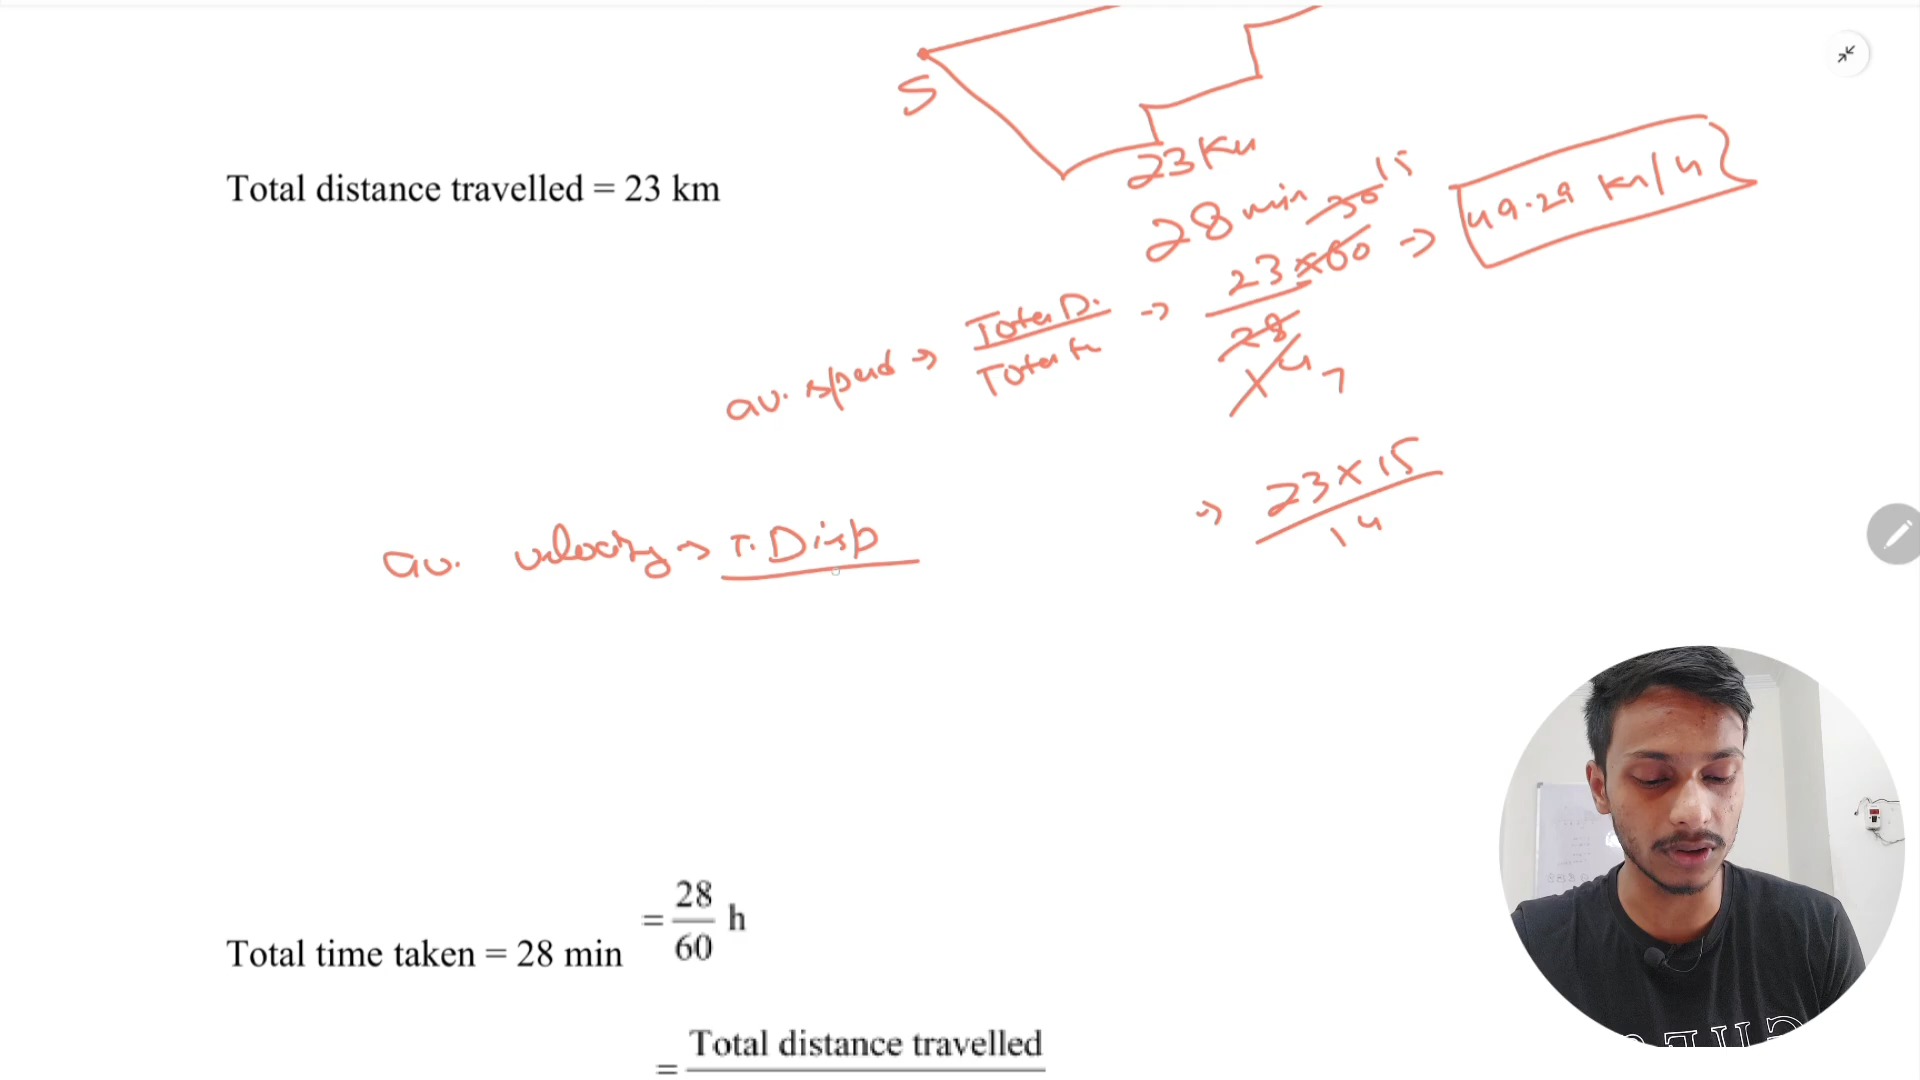 S
23 Km
Total distance travelled = 23 km
28 min
30 15
23 × 60 → 49.29 Km/h
28
14 7
av. speed → Total D. →
Total t
→ 23 × 15
14
av. velocity → T. Disp
Total time taken = 28 min = 28/60 h
= Total distance travelled